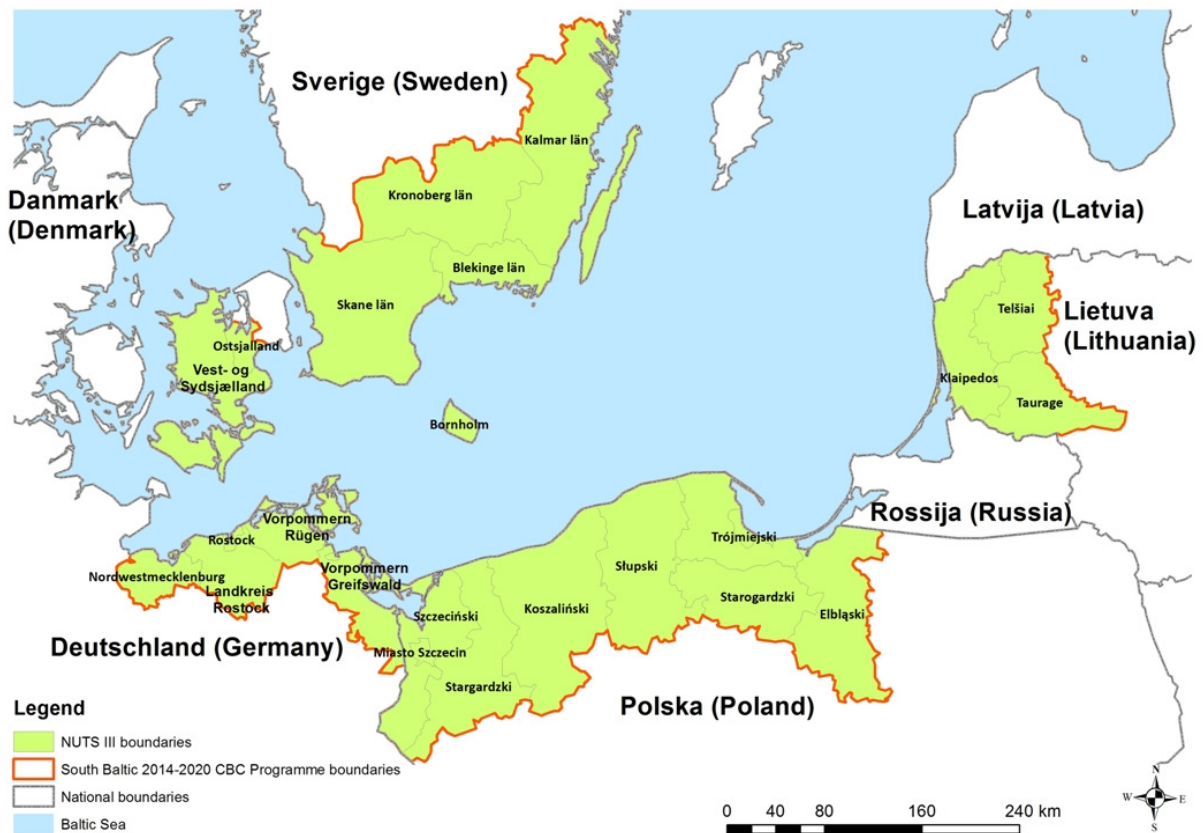 Sverige (Sweden)
Kalmar län
Danmark
(Denmark)
Kronoberg län
Latvija (Latvia)
Blekinge län
Skane län
Telšiai
Lietuva
(Lithuania)
Ostsjalland
Vest- og
Sydsjælland
Klaipedos
Taurage
Bornholm
Rossija (Russia)
Vorpommern
Rügen
Rostock
Trójmiejski
Nordwestmecklenburg
Landkreis
Rostock
Vorpommern
Greifswald
Słupski
Starogardzki
Koszaliński
Szczeciński
Elbląski
Deutschland (Germany)
Miasto Szczecin
Stargardzki
Polska (Poland)
Legend
NUTS III boundaries
South Baltic 2014-2020 CBC Programme boundaries
National boundaries
Baltic Sea
0 40 80 160 240 km
N
W E
S